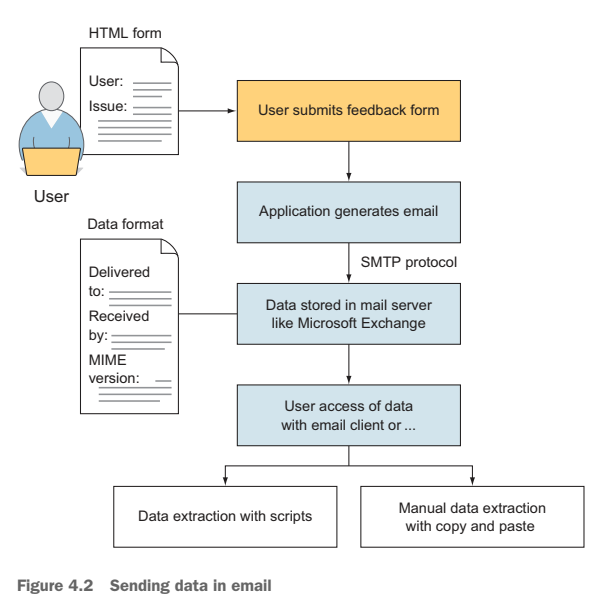 HTML form
User:
Issue:
User
User submits feedback form
Application generates email
SMTP protocol
Data format
Delivered
to:
Received
by:
MIME
version:
Data stored in mail server
like Microsoft Exchange
User access of data
with email client or ...
Data extraction with scripts
Manual data extraction
with copy and paste
Figure 4.2 Sending data in email